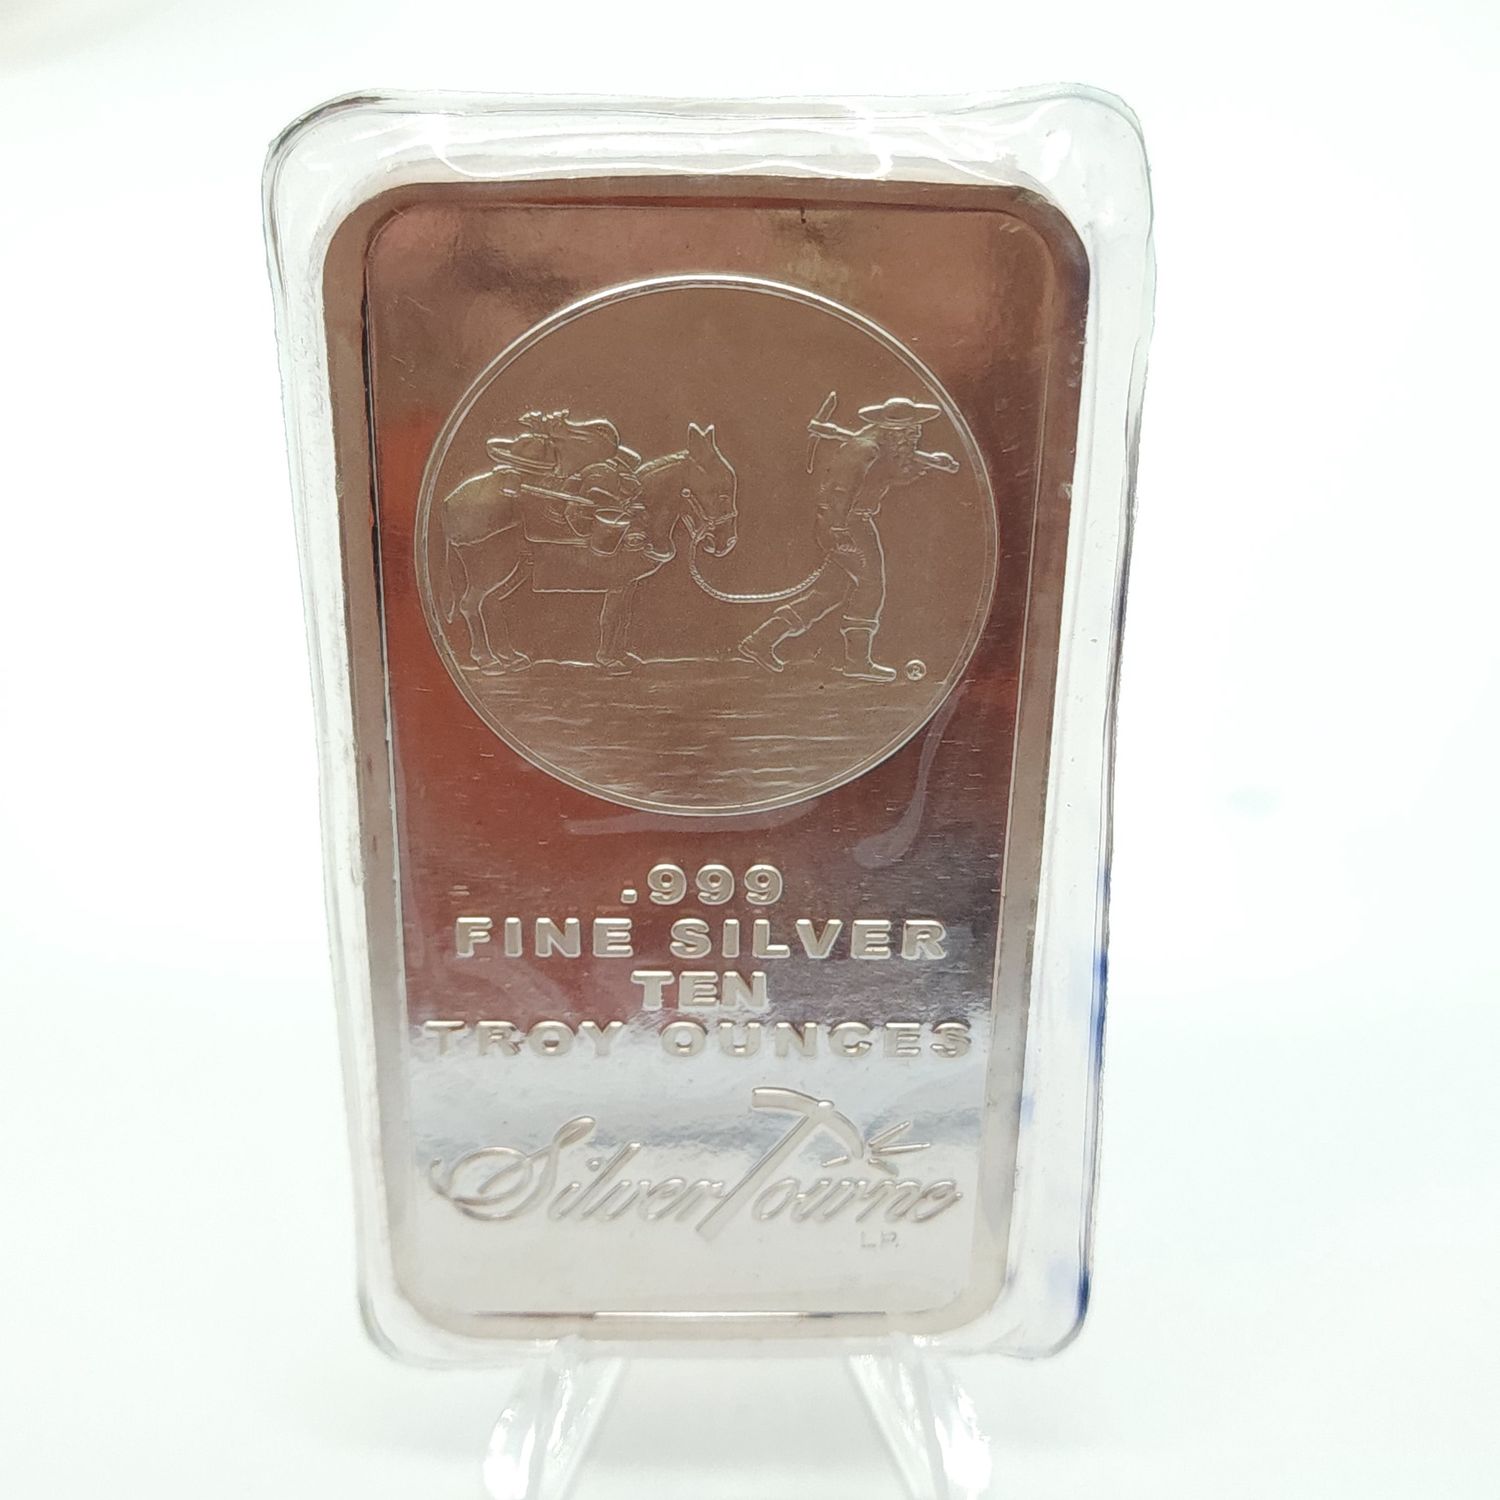 ®
.999
FINE SILVER
TEN
TROY OUNCES
SilverTowne
LP.